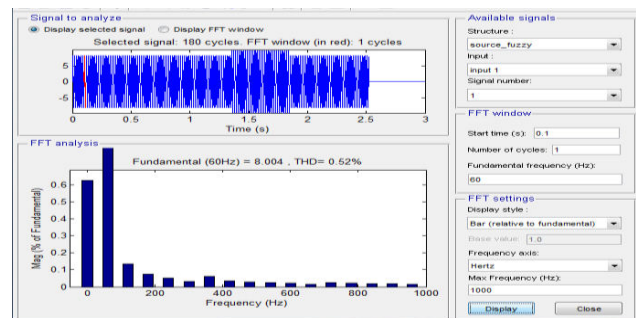 Signal to analyze
Display selected signal Display FFT window
Selected signal: 180 cycles. FFT window (in red): 1 cycles
5
0
-5
0 0.5 1 1.5 2 2.5 3
Time (s)
FFT analysis
Fundamental (60Hz) = 8.004 , THD= 0.52%
Mag (% of Fundamental)
0.6
0.5
0.4
0.3
0.2
0.1
0
0 200 400 600 800 1000
Frequency (Hz)
Available signals
Structure :
source_fuzzy
Input :
input 1
Signal number:
1
FFT window
Start time (s): 0.1
Number of cycles: 1
Fundamental frequency (Hz):
60
FFT settings
Display style :
Bar (relative to fundamental)
Base value: 1.0
Frequency axis:
Hertz
Max Frequency (Hz):
1000
Display Close